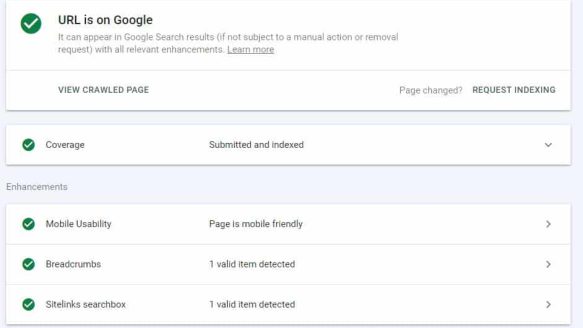 URL is on Google
It can appear in Google Search results (if not subject to a manual action or removal
request) with all relevant enhancements. Learn more
VIEW CRAWLED PAGE
Page changed? REQUEST INDEXING
Coverage Submitted and indexed
Enhancements
Mobile Usability Page is mobile friendly
Breadcrumbs 1 valid item detected
Sitelinks searchbox 1 valid item detected